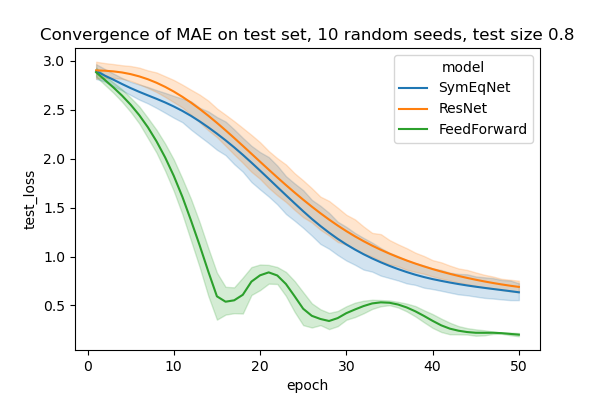 Convergence of MAE on test set, 10 random seeds, test size 0.8
3.0
2.5
2.0
1.5
1.0
0.5
test_loss
model
SymEqNet
ResNet
FeedForward
0
10
20
30
40
50
epoch